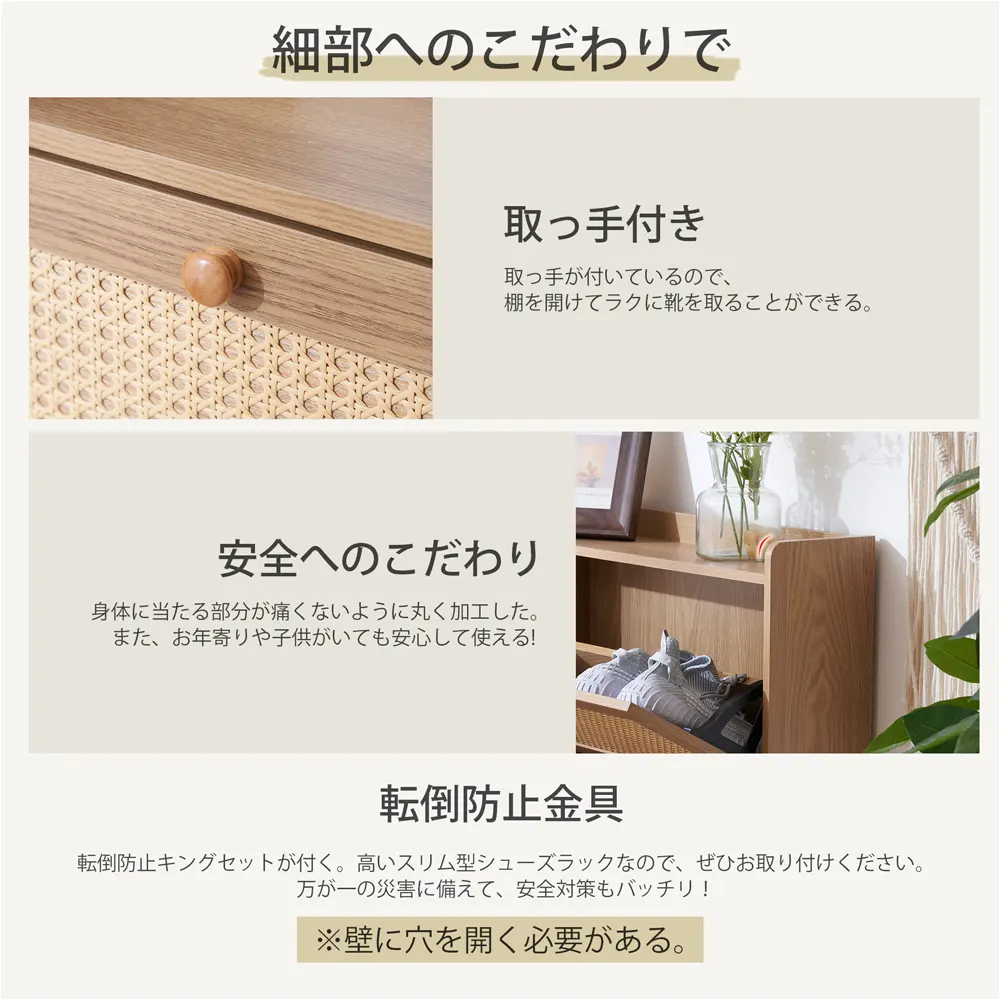 細部へのこだわりで
取っ手付き
取っ手が付いているので、
棚を開けてラクに靴を取ることができる。
安全へのこだわり
身体に当たる部分が痛くないように丸く加工した。
また、お年寄りや子供がいても安心して使える!
転倒防止金具
転倒防止キングセットが付く。高いスリム型シューズラックなので、ぜひお取り付けください。
万が一の災害に備えて、安全対策もバッチリ！
※壁に穴を開く必要がある。